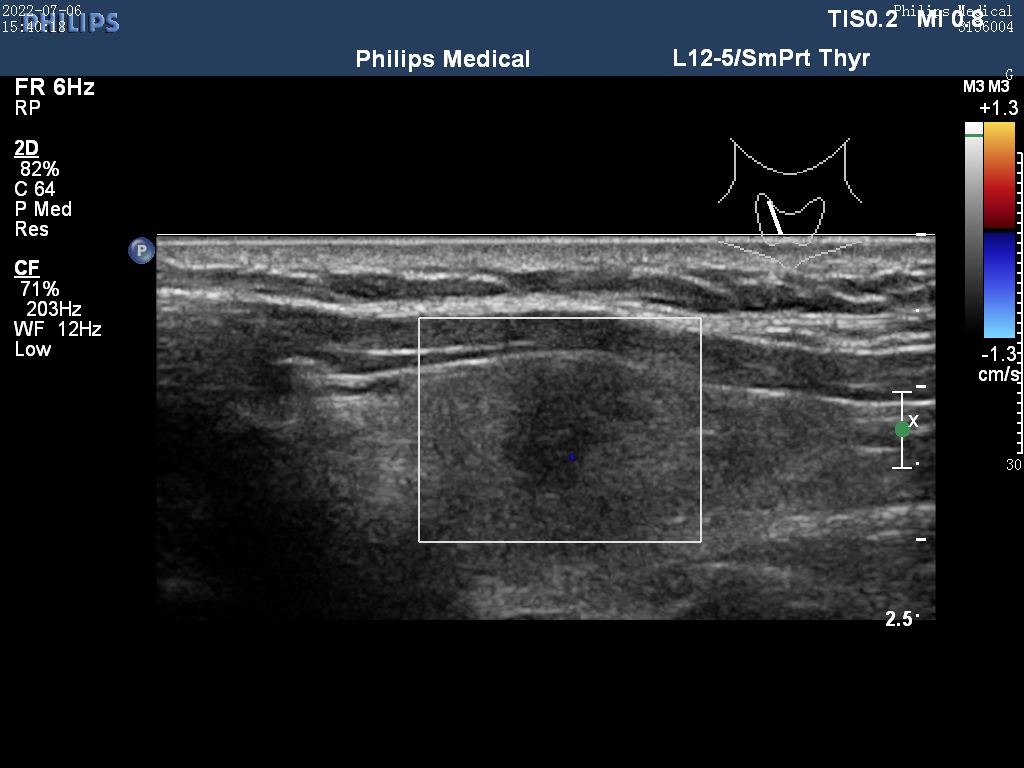 2022-07-06
15:40:18
PHILIPS
TIS0.2 MI 0.8
Philips Medical
Philips Medical
L12-5/SmPrt Thyr
G
FR 6Hz
RP
M3 M3
+1.3
2D
82%
C 64
P Med
Res
P
CF
71%
203Hz
WF 12Hz
Low
-1.3
cm/s
X
30
2.5